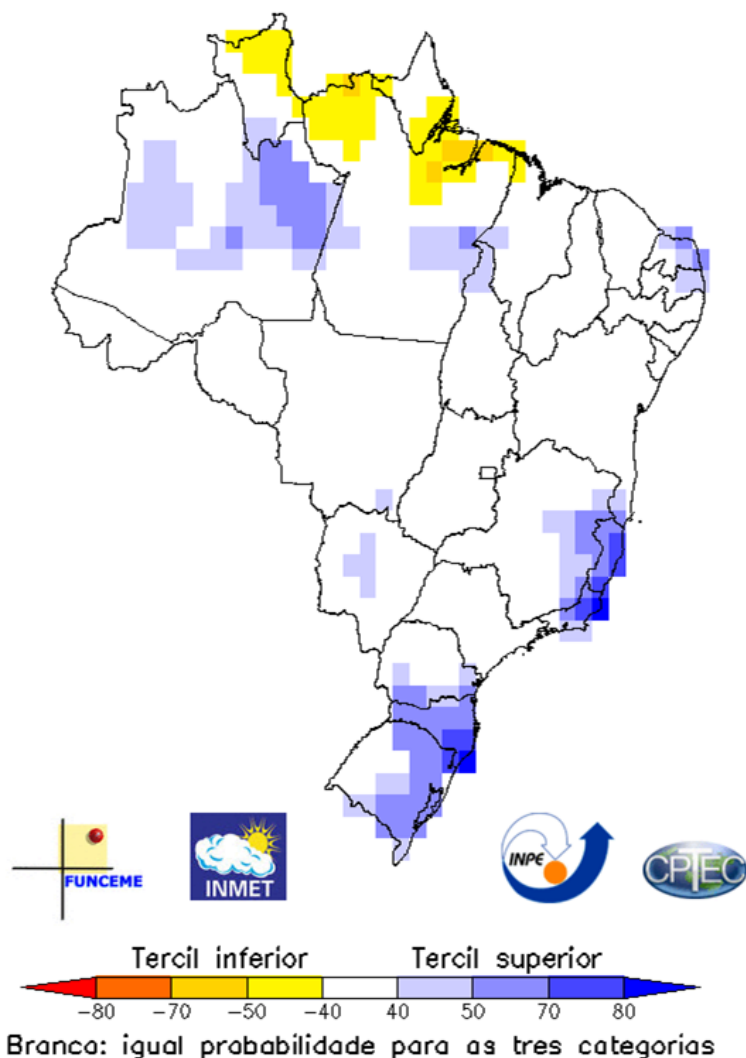 FUNCEME
INMET
INPE
CPTEC
Tercil inferior Tercil superior
-80 -70 -50 -40 40 50 70 80
Branca: igual probabilidade para as tres categorias